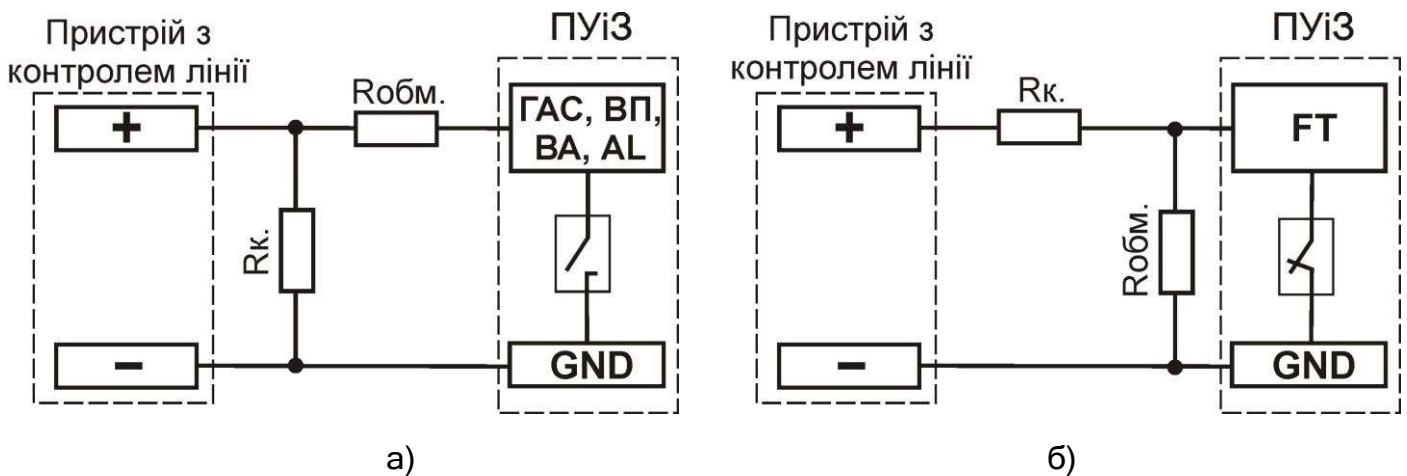 Пристрій з
контролем лінії
ПУіЗ
+
Rобм.
ГАС, ВП,
ВА, AL
Rк.
−
GND
а)
Пристрій з
контролем лінії
ПУіЗ
+
Rк.
FT
Rобм.
−
GND
б)